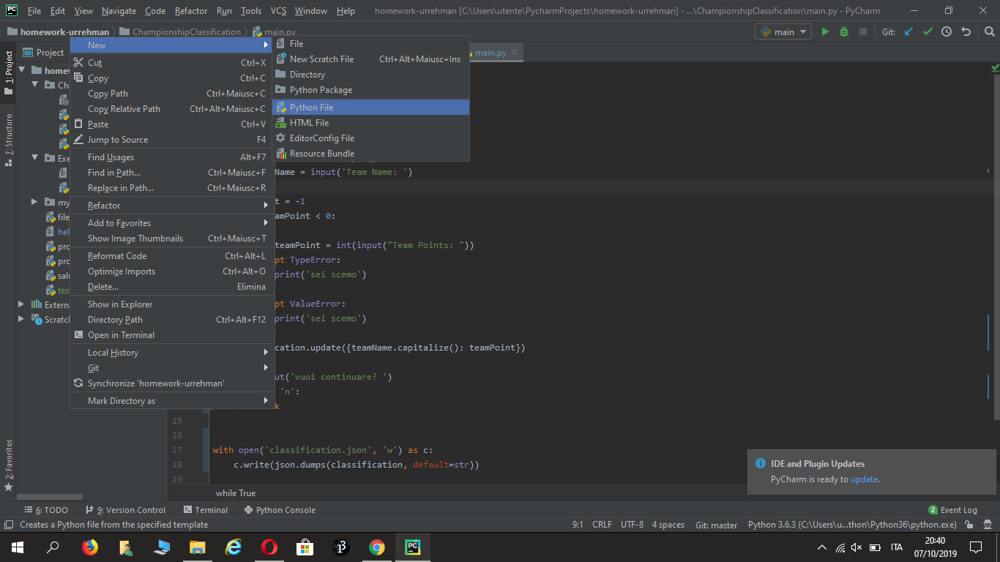 PC File Edit View Navigate Code Refactor Run Tools VCS Window Help homework-urrehman [C:\Users\utente\PycharmProjects\homework-urrehman] - ...\ChampionshipClassification\main.py - PyCharm
homework-urrehman ChampionshipClassification main.py main Git:
1: Project
7: Structure
2: Favorites
Project
main.py
homew
Ch
Exe
my
file
hel
pro
pro
salu
test
Externa
Scratch
New
Cut Ctrl+X
Copy Ctrl+C
Copy Path Ctrl+Maiusc+C
Copy Relative Path Ctrl+Alt+Maiusc+C
Paste Ctrl+V
Jump to Source F4
Find Usages Alt+F7
Find in Path... Ctrl+Maiusc+F
Replace in Path... Ctrl+Maiusc+R
Refactor
Add to Favorites
Show Image Thumbnails Ctrl+Maiusc+T
Reformat Code Ctrl+Alt+L
Optimize Imports Ctrl+Alt+O
Delete... Elimina
Show in Explorer
Directory Path Ctrl+Alt+F12
Open in Terminal
Local History
Git
Synchronize 'homework-urrehman'
Mark Directory as
File
New Scratch File Ctrl+Alt+Maiusc+Ins
Directory
Python Package
Python File
HTML File
EditorConfig File
Resource Bundle
Name = input('Team Name: ')
t = -1
amPoint < 0:
teamPoint = int(input("Team Points: "))
pt TypeError:
print('sei scemo')
pt ValueError:
print('sei scemo')
cation.update({teamName.capitalize(): teamPoint})
ut('vuoi continuare? ')
'n':
k
25
26
27 with open('classification.json', 'w') as c:
28 c.write(json.dumps(classification, default=str))
29
while True
IDE and Plugin Updates
PyCharm is ready to update.
6: TODO 9: Version Control Terminal Python Console 2 Event Log
Creates a Python file from the specified template 9:1 CRLF UTF-8 4 spaces Git: master Python 3.6.3 (C:\Users\u...thon\Python36\python.exe)
PC ITA 20:40
07/10/2019